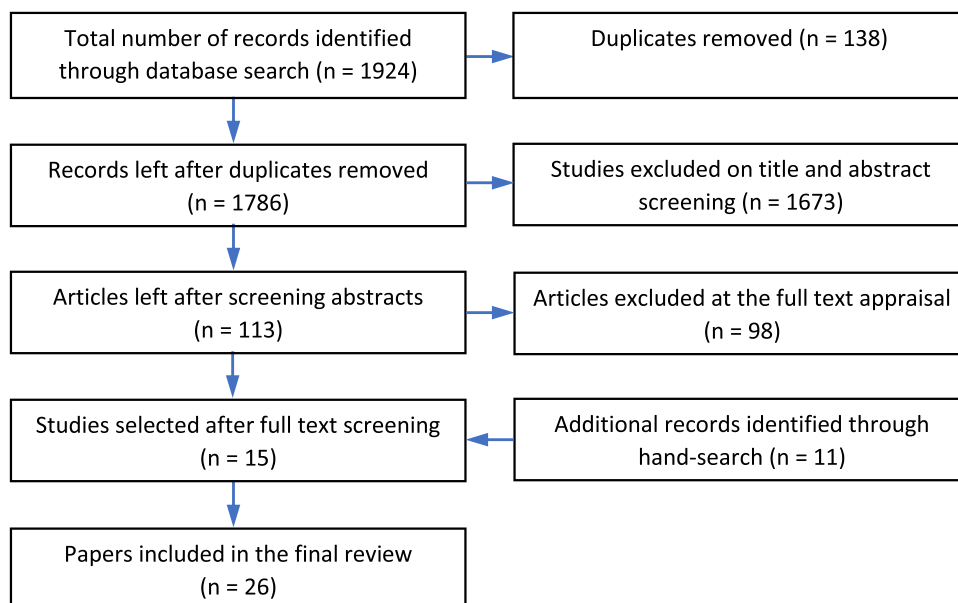 Total number of records identified
through database search (n = 1924)
Duplicates removed (n = 138)
Records left after duplicates removed
(n = 1786)
Studies excluded on title and abstract
screening (n = 1673)
Articles left after screening abstracts
(n = 113)
Articles excluded at the full text appraisal
(n = 98)
Studies selected after full text screening
(n = 15)
Additional records identified through
hand-search (n = 11)
Papers included in the final review
(n = 26)